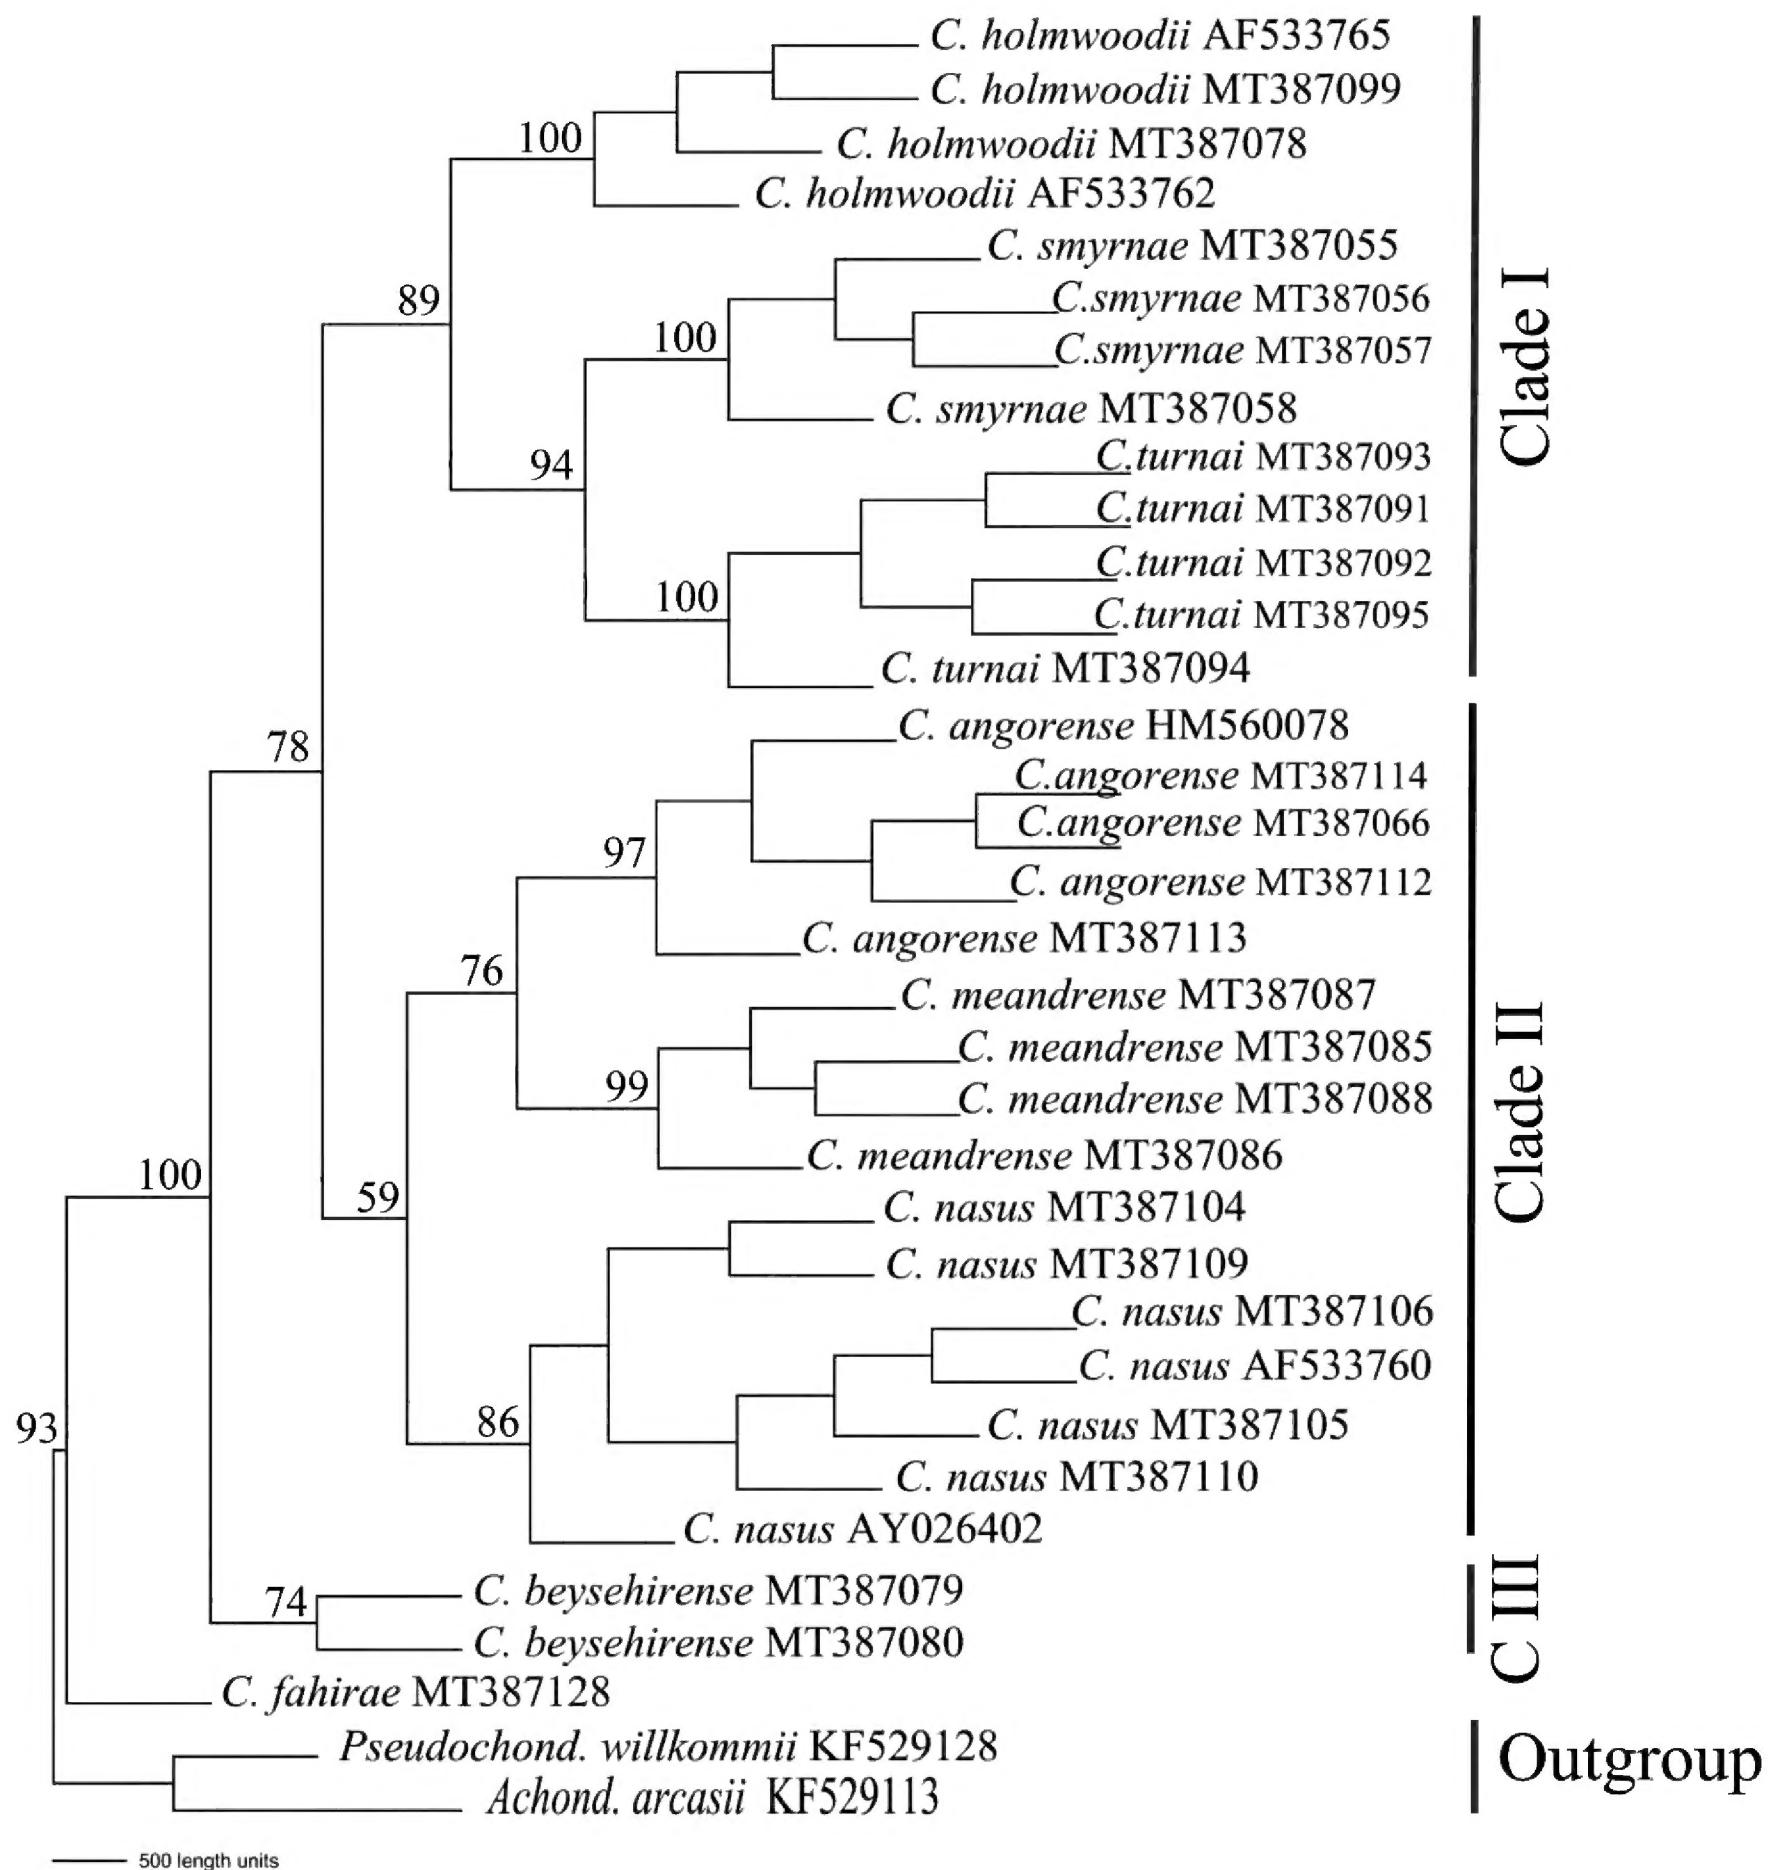 C. holmwoodii AF533765
C. holmwoodii MT387099
100
C. holmwoodii MT387078
C. holmwoodii AF533762
C. smyrnae MT387055
89
C.smyrnae MT387056
100
C.smyrnae MT387057
Clade I
C. smyrnae MT387058
94
C.turnai MT387093
C.turnai MT387091
C.turnai MT387092
100
C.turnai MT387095
C. turnai MT387094
78
C. angorense HM560078
C.angorense MT387114
C.angorense MT387066
97
C. angorense MT387112
C. angorense MT387113
76
C. meandrense MT387087
C. meandrense MT387085
99
C. meandrense MT387088
Clade II
C. meandrense MT387086
100
59
C. nasus MT387104
C. nasus MT387109
C. nasus MT387106
C. nasus AF533760
93
86
C. nasus MT387105
C. nasus MT387110
C. nasus AY026402
74
C. beysehirense MT387079
C III
C. beysehirense MT387080
C. fahirae MT387128
Pseudochond. willkommii KF529128
Outgroup
Achond. arcasii KF529113
500 length units